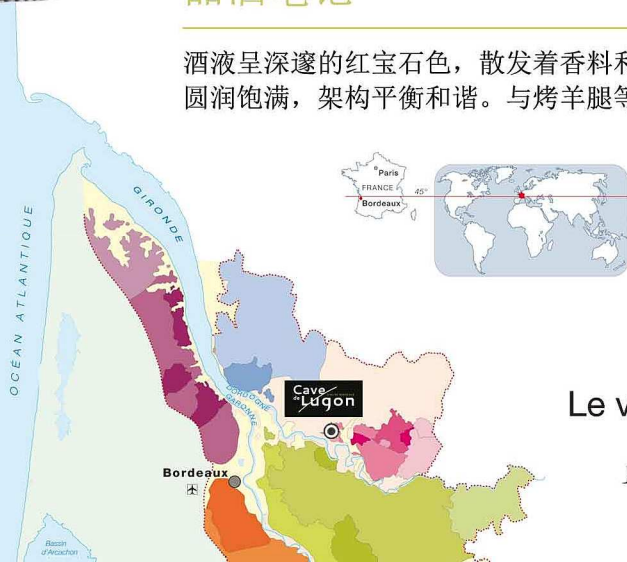 酒液呈深邃的红宝石色，散发着香料和
圆润饱满，架构平衡和谐。与烤羊腿等
Paris
FRANCE
45°
Bordeaux
GIRONDE
OCÉAN ATLANTIQUE
DORDOGNE
GARONNE
Cave
de Lugon
Le v
Bordeaux
Bassin
d'Arcachon